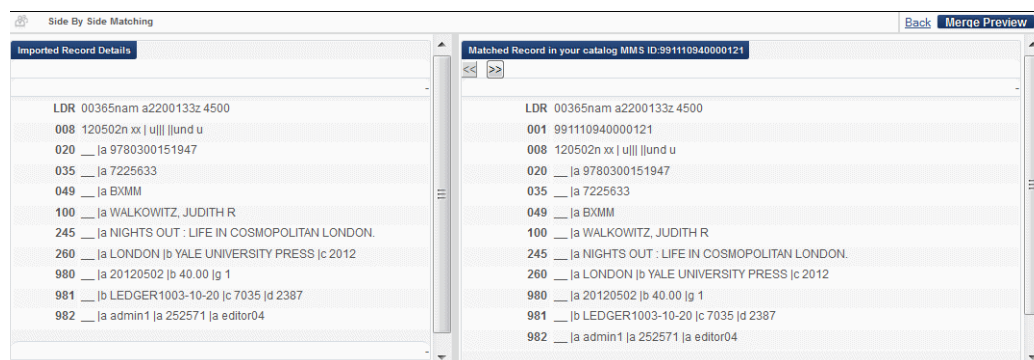 Side By Side Matching
Back Merge Preview
Imported Record Details
LDR 00365nam a2200133z 4500
008 120502n xx | u||| ||und u
020 __ |a 9780300151947
035 __ |a 7225633
049 __ |a BXMM
100 __ |a WALKOWITZ, JUDITH R
245 __ |a NIGHTS OUT : LIFE IN COSMOPOLITAN LONDON.
260 __ |a LONDON |b YALE UNIVERSITY PRESS |c 2012
980 __ |a 20120502 |b 40.00 |g 1
981 __ |b LEDGER1003-10-20 |c 7035 |d 2387
982 __ |a admin1 |a 252571 |a editor04
Matched Record in your catalog MMS ID:991110940000121
<< >>
LDR 00365nam a2200133z 4500
001 991110940000121
008 120502n xx | u||| ||und u
020 __ |a 9780300151947
035 __ |a 7225633
049 __ |a BXMM
100 __ |a WALKOWITZ, JUDITH R
245 __ |a NIGHTS OUT : LIFE IN COSMOPOLITAN LONDON.
260 __ |a LONDON |b YALE UNIVERSITY PRESS |c 2012
980 __ |a 20120502 |b 40.00 |g 1
981 __ |b LEDGER1003-10-20 |c 7035 |d 2387
982 __ |a admin1 |a 252571 |a editor04